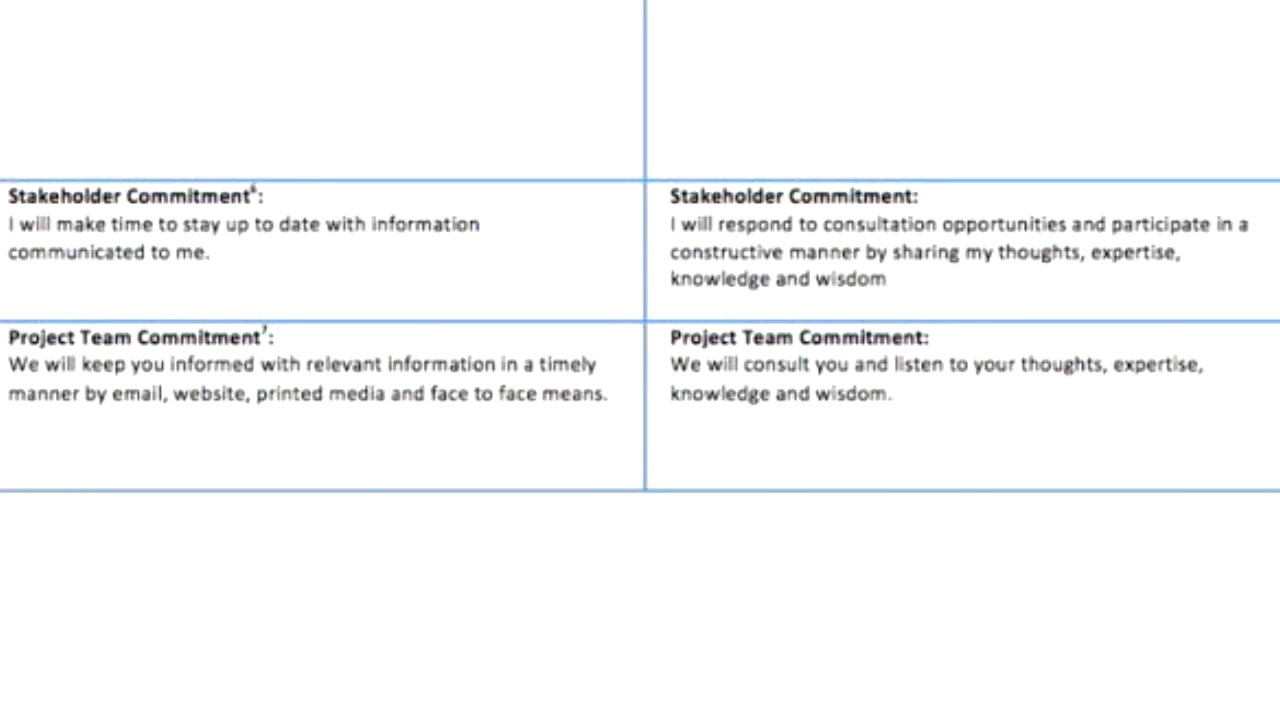 Stakeholder Commitment⁶:
I will make time to stay up to date with information
communicated to me.
Stakeholder Commitment:
I will respond to consultation opportunities and participate in a
constructive manner by sharing my thoughts, expertise,
knowledge and wisdom
Project Team Commitment⁷:
We will keep you informed with relevant information in a timely
manner by email, website, printed media and face to face means.
Project Team Commitment:
We will consult you and listen to your thoughts, expertise,
knowledge and wisdom.